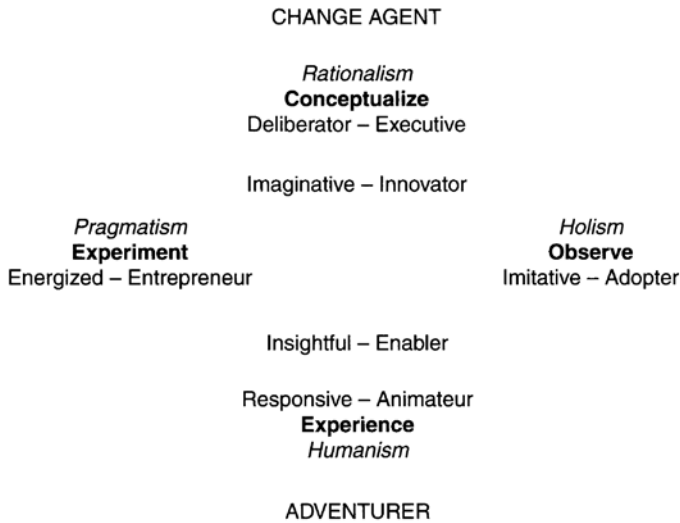 CHANGE AGENT
Rationalism
Conceptualize
Deliberator – Executive
Imaginative – Innovator
Pragmatism
Experiment
Energized – Entrepreneur
Holism
Observe
Imitative – Adopter
Insightful – Enabler
Responsive – Animateur
Experience
Humanism
ADVENTURER